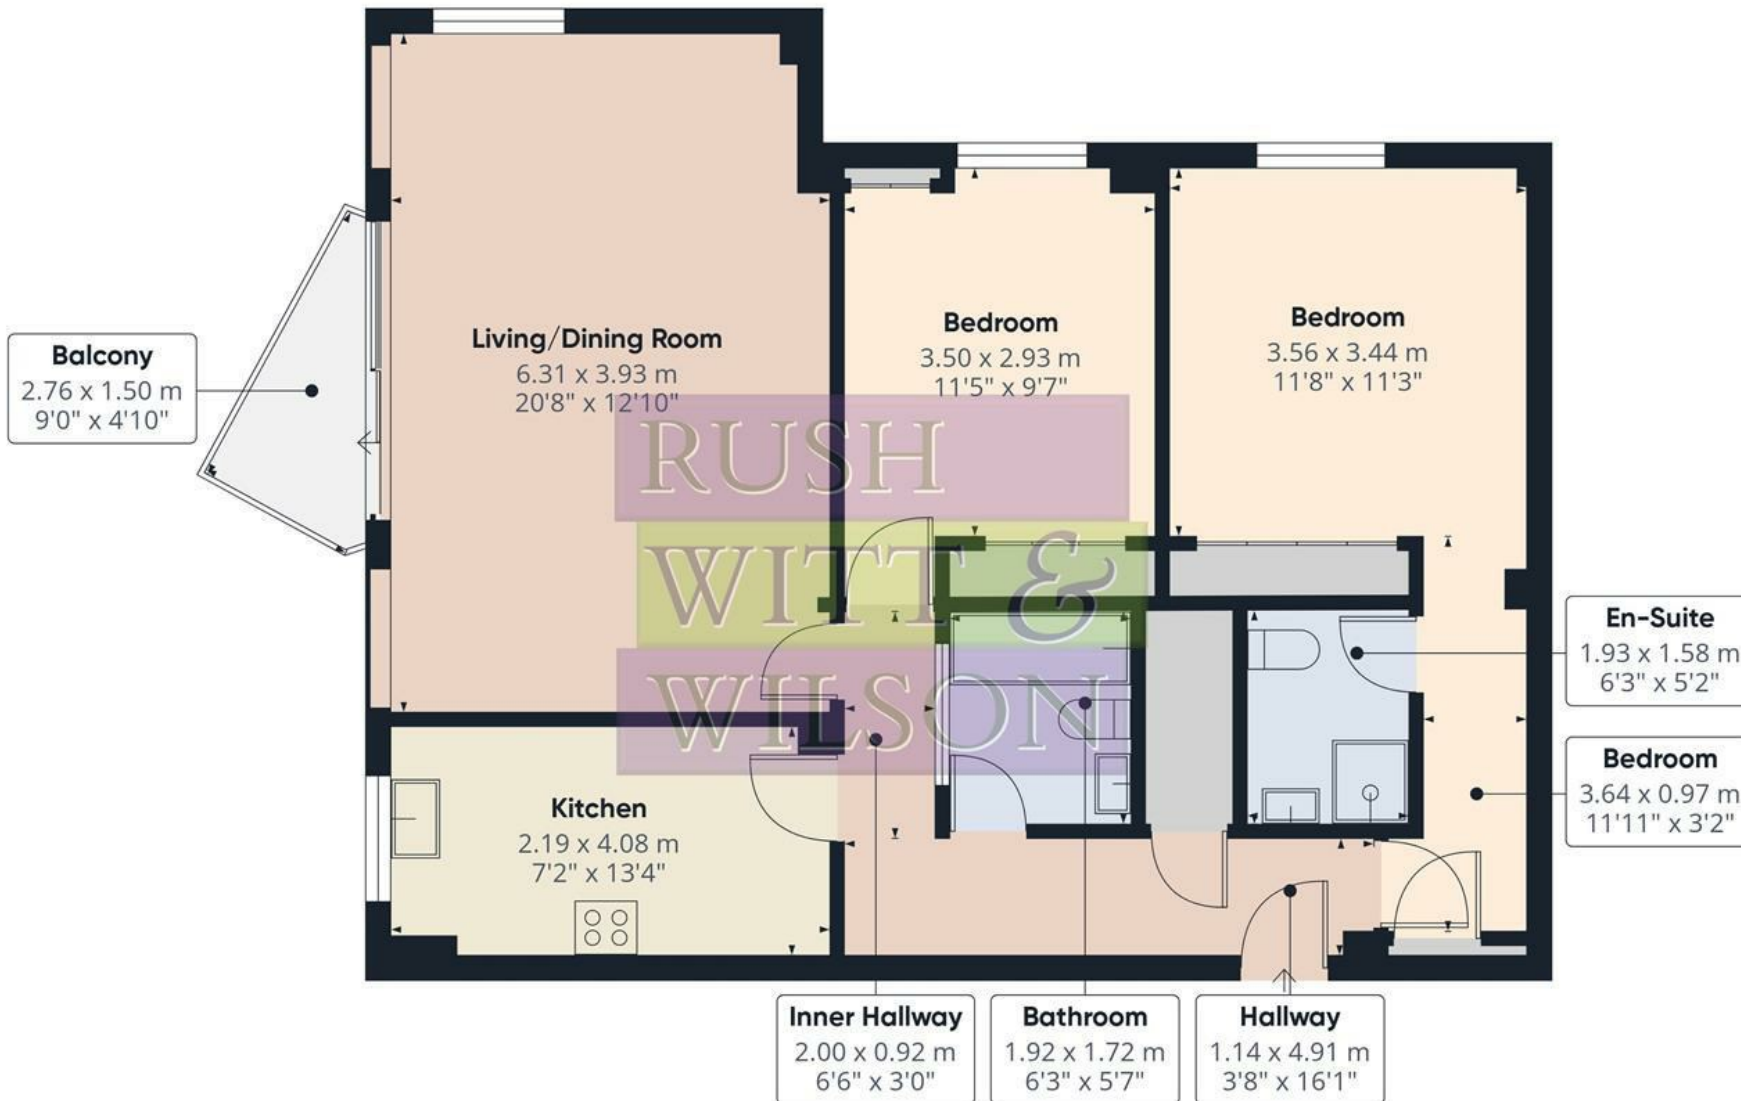 Living/Dining Room
6.31 x 3.93 m
20'8" x 12'10"
Bedroom
3.50 x 2.93 m
11'5" x 9'7"
Bedroom
3.56 x 3.44 m
11'8" x 11'3"
Balcony
2.76 x 1.50 m
9'0" x 4'10"
RUSH
WITT &
WILSON
En-Suite
1.93 x 1.58 m
6'3" x 5'2"
Bedroom
3.64 x 0.97 m
11'11" x 3'2"
Kitchen
2.19 x 4.08 m
7'2" x 13'4"
Inner Hallway
2.00 x 0.92 m
6'6" x 3'0"
Bathroom
1.92 x 1.72 m
6'3" x 5'7"
Hallway
1.14 x 4.91 m
3'8" x 16'1"